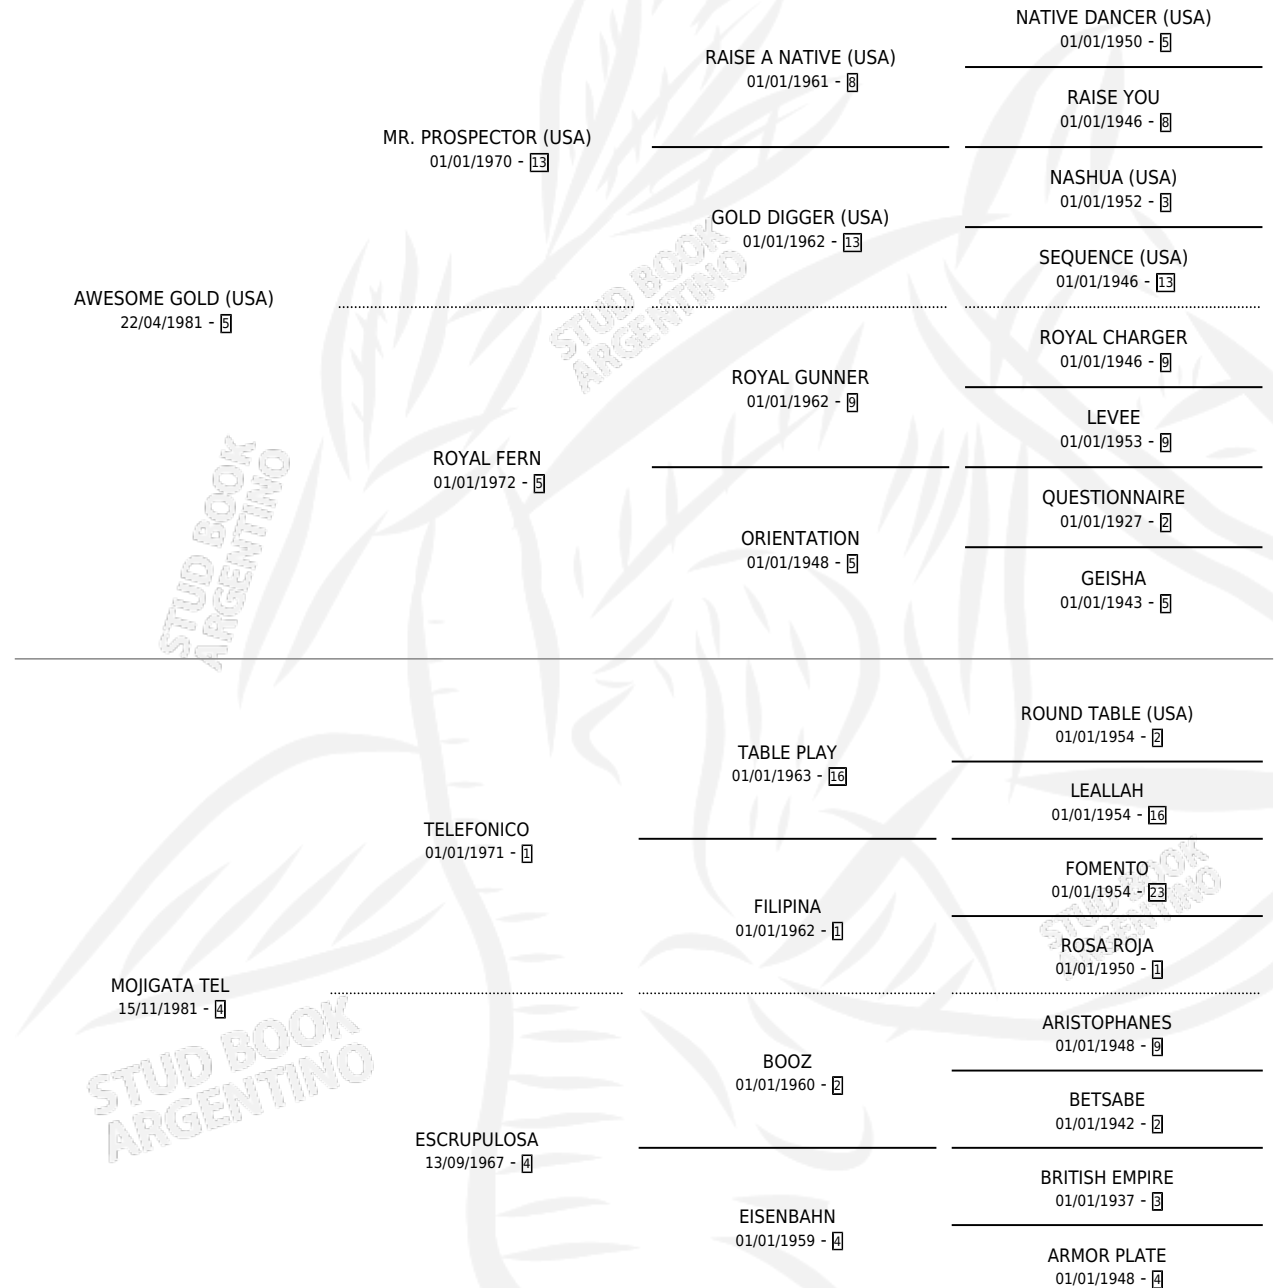 NATIVE DANCER (USA)
01/01/1950 - 5
RAISE A NATIVE (USA)
01/01/1961 - 8
RAISE YOU
01/01/1946 - 8
MR. PROSPECTOR (USA)
01/01/1970 - 13
NASHUA (USA)
01/01/1952 - 3
GOLD DIGGER (USA)
01/01/1962 - 13
SEQUENCE (USA)
01/01/1946 - 13
AWESOME GOLD (USA)
22/04/1981 - 5
ROYAL CHARGER
01/01/1946 - 9
ROYAL GUNNER
01/01/1962 - 9
LEVEE
01/01/1953 - 9
ROYAL FERN
01/01/1972 - 5
QUESTIONNAIRE
01/01/1927 - 2
ORIENTATION
01/01/1948 - 5
GEISHA
01/01/1943 - 5
ROUND TABLE (USA)
01/01/1954 - 2
TABLE PLAY
01/01/1963 - 16
LEALLAH
01/01/1954 - 16
TELEFONICO
01/01/1971 - 1
FOMENTO
01/01/1954 - 23
FILIPINA
01/01/1962 - 1
ROSA ROJA
01/01/1950 - 1
MOJIGATA TEL
15/11/1981 - 4
ARISTOPHANES
01/01/1948 - 9
BOOZ
01/01/1960 - 2
BETSABE
01/01/1942 - 2
ESCRUPULOSA
13/09/1967 - 4
BRITISH EMPIRE
01/01/1937 - 3
EISENBAHN
01/01/1959 - 4
ARMOR PLATE
01/01/1948 - 4
STUD BOOK
ARGENTINO
STUD BOOK
ARGENTINO
STUD BOOK
ARGENTINO
STUD BOOK
ARGENTINO